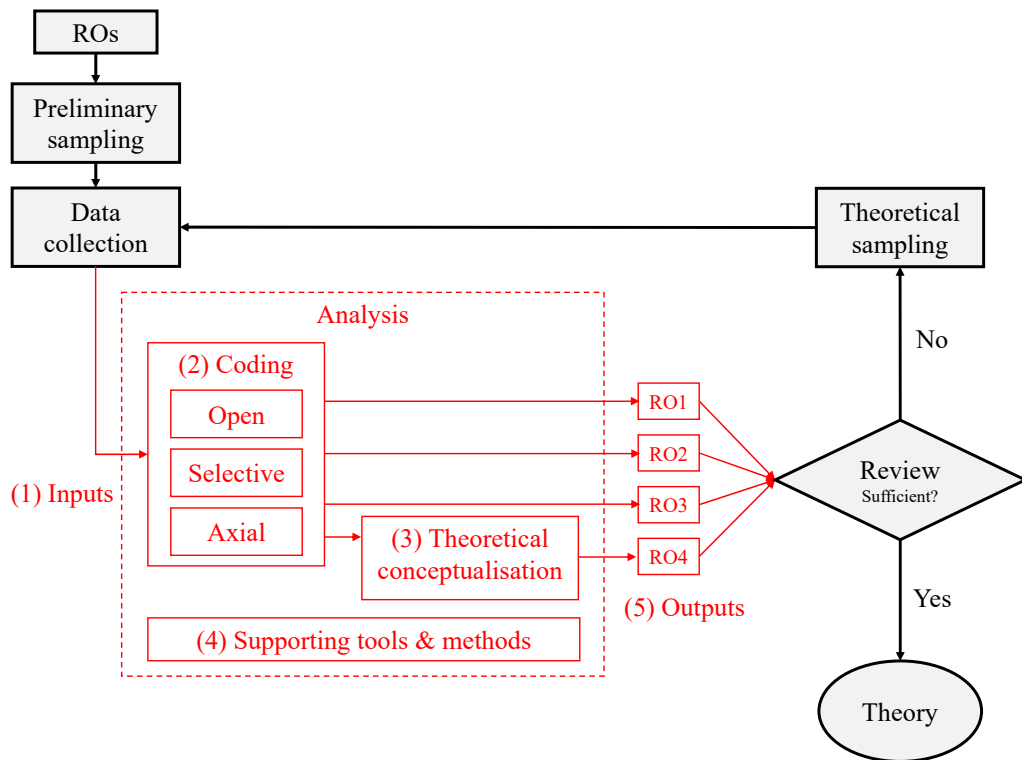 ROs
Preliminary
sampling
Data
collection
Theoretical
sampling
Analysis
(2) Coding
Open
Selective
Axial
(1) Inputs
(3) Theoretical
conceptualisation
(4) Supporting tools & methods
RO1
RO2
RO3
RO4
(5) Outputs
No
Review
Sufficient?
Yes
Theory